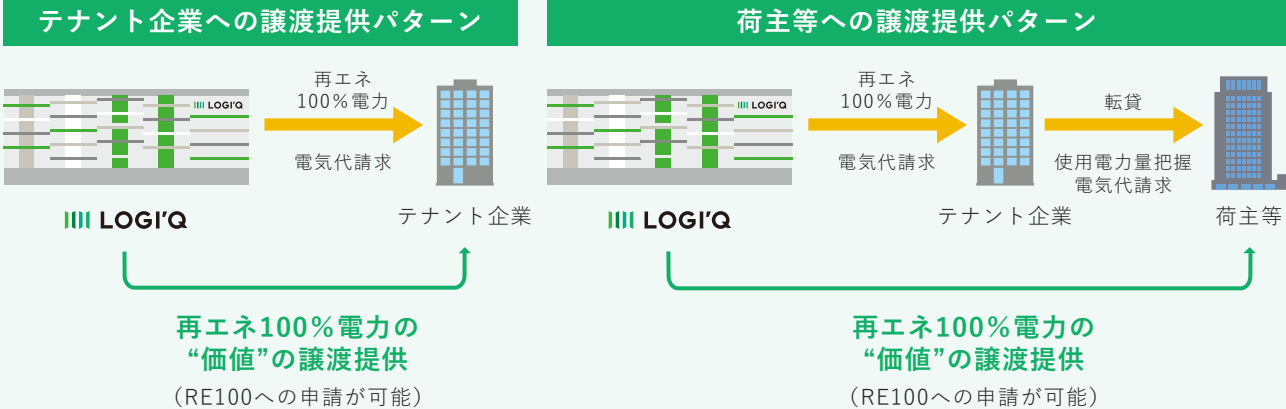 テナント企業への譲渡提供パターン
再エネ
100%電力
LOGI'Q
電気代請求
LOGI'Q
テナント企業
再エネ100%電力の
“価値”の譲渡提供
（RE100への申請が可能）
荷主等への譲渡提供パターン
再エネ
100%電力
転貸
LOGI'Q
電気代請求
使用電力量把握
電気代請求
LOGI'Q
テナント企業
荷主等
再エネ100%電力の
“価値”の譲渡提供
（RE100への申請が可能）